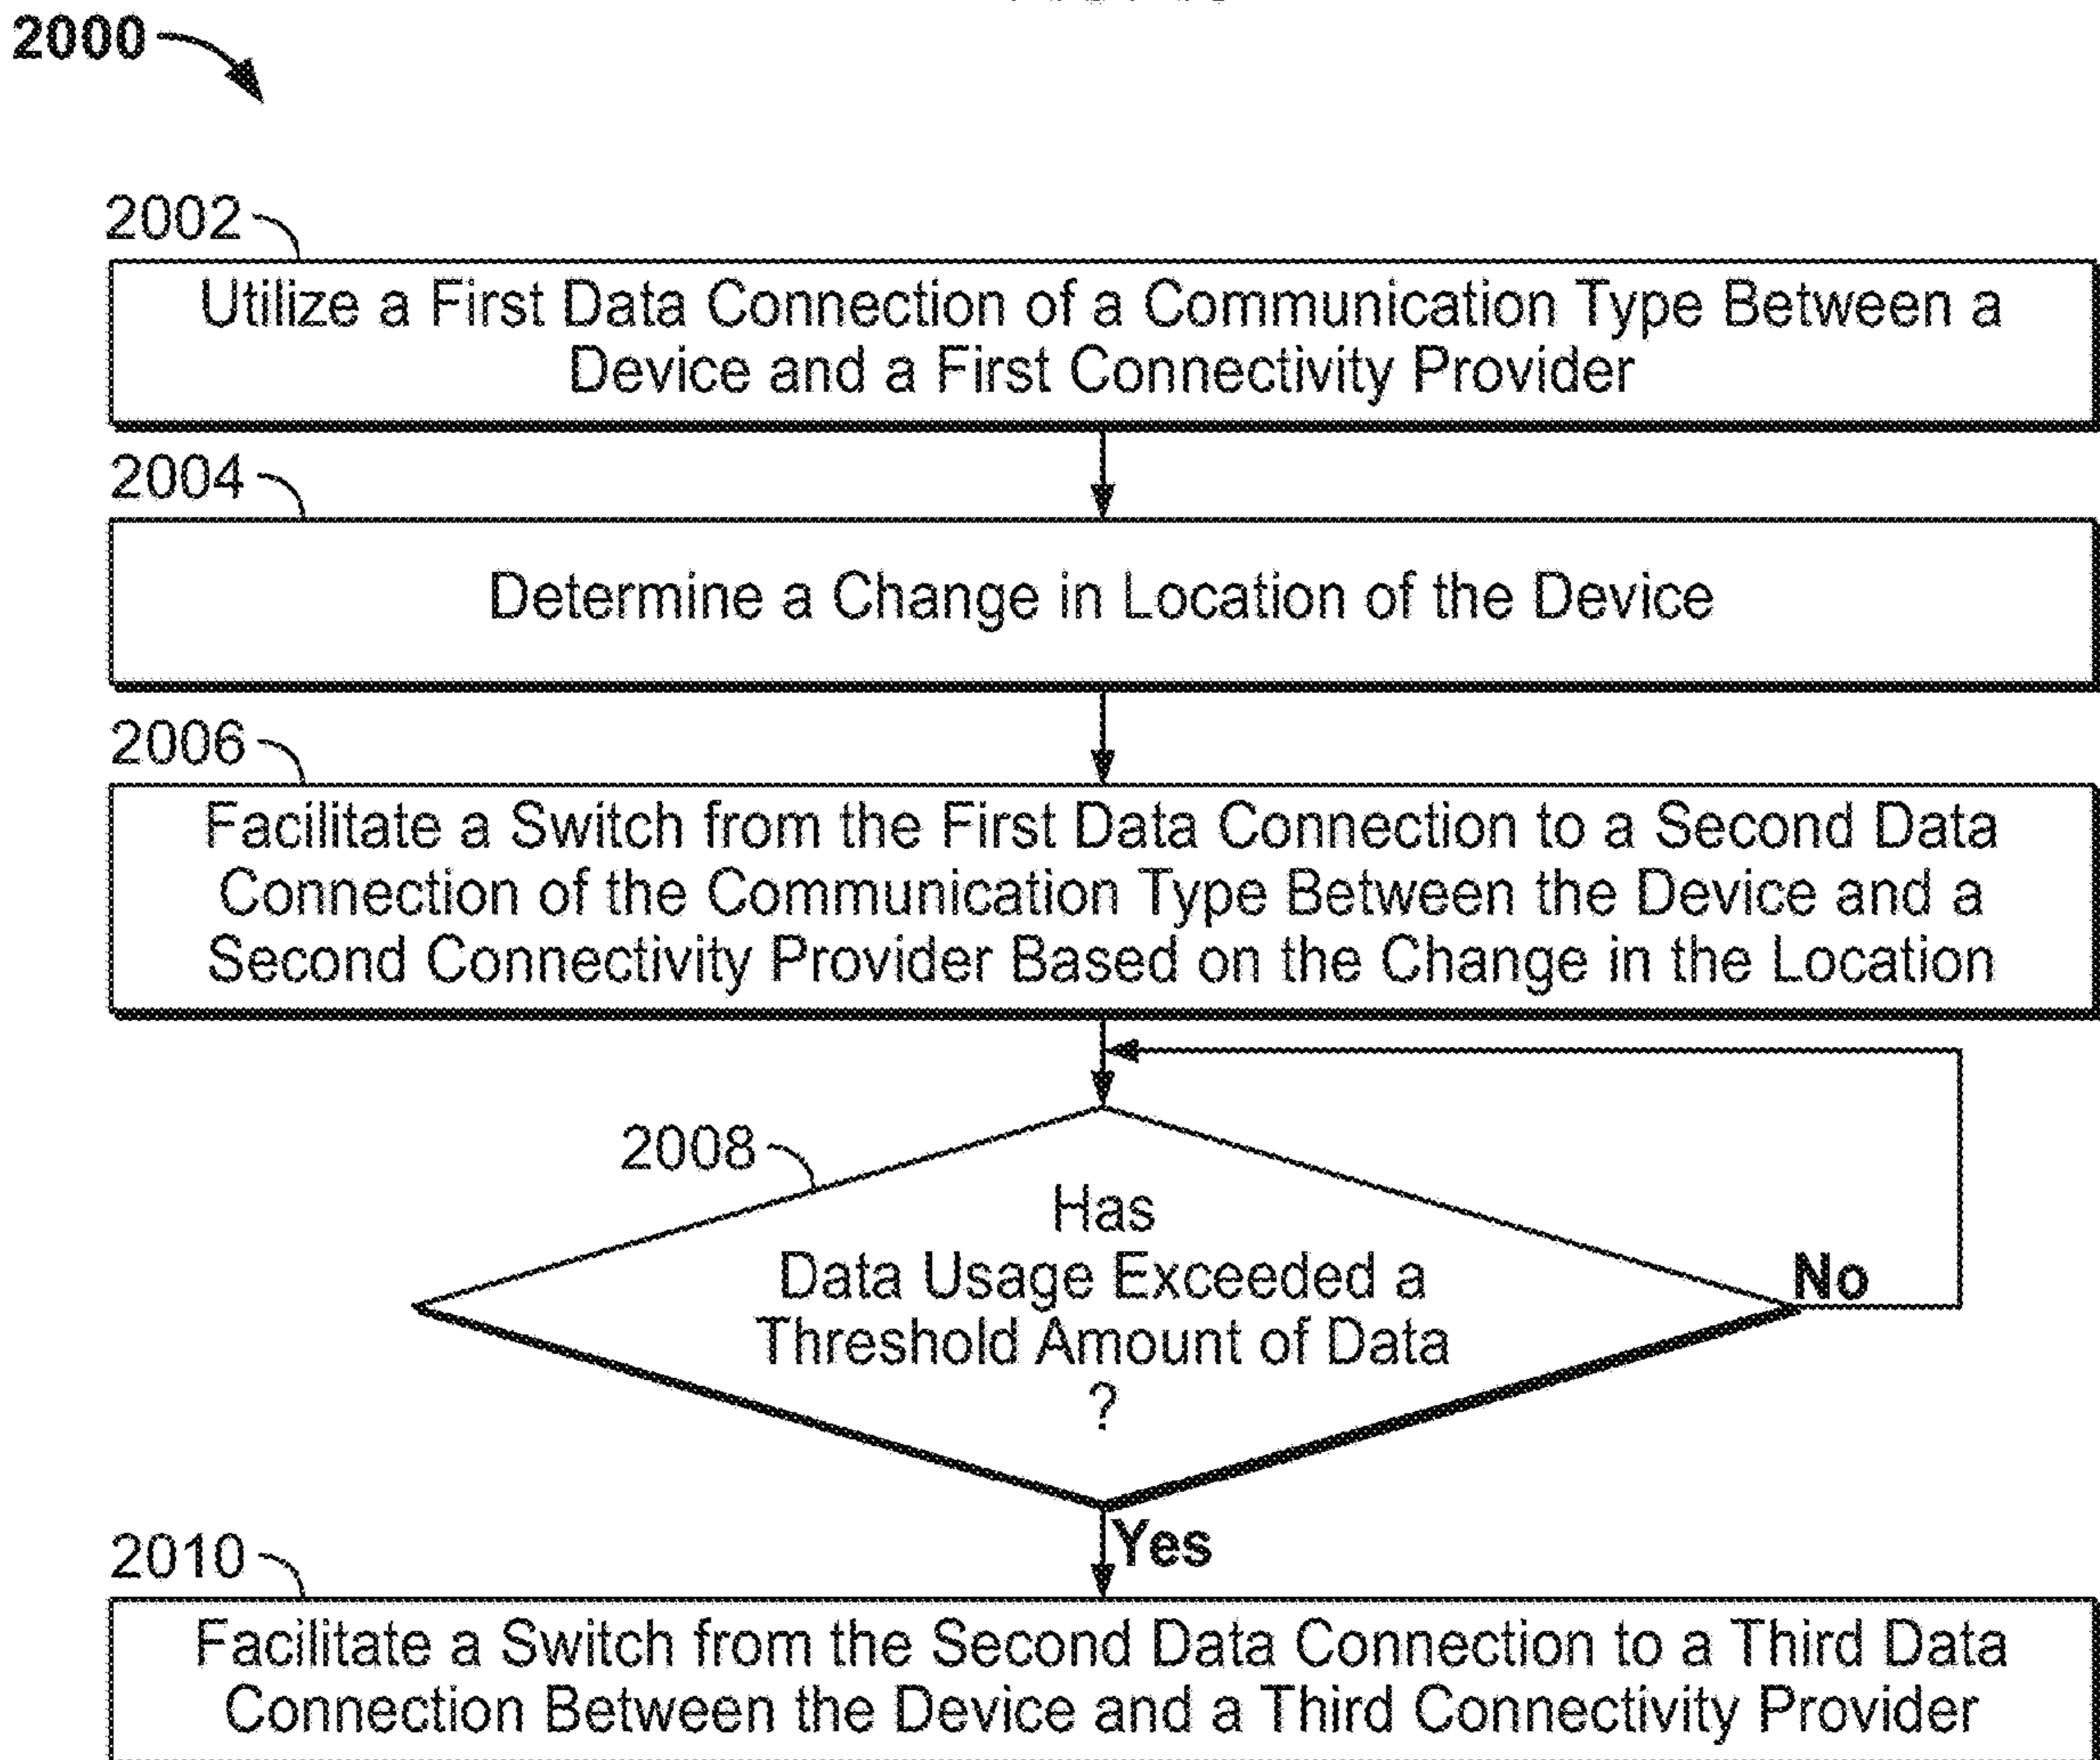 2000
2002
Utilize a First Data Connection of a Communication Type Between a
Device and a First Connectivity Provider
2004
Determine a Change in Location of the Device
2006
Facilitate a Switch from the First Data Connection to a Second Data
Connection of the Communication Type Between the Device and a
Second Connectivity Provider Based on the Change in the Location
2008
Has
Data Usage Exceeded a
Threshold Amount of Data
?
No
Yes
2010
Facilitate a Switch from the Second Data Connection to a Third Data
Connection Between the Device and a Third Connectivity Provider